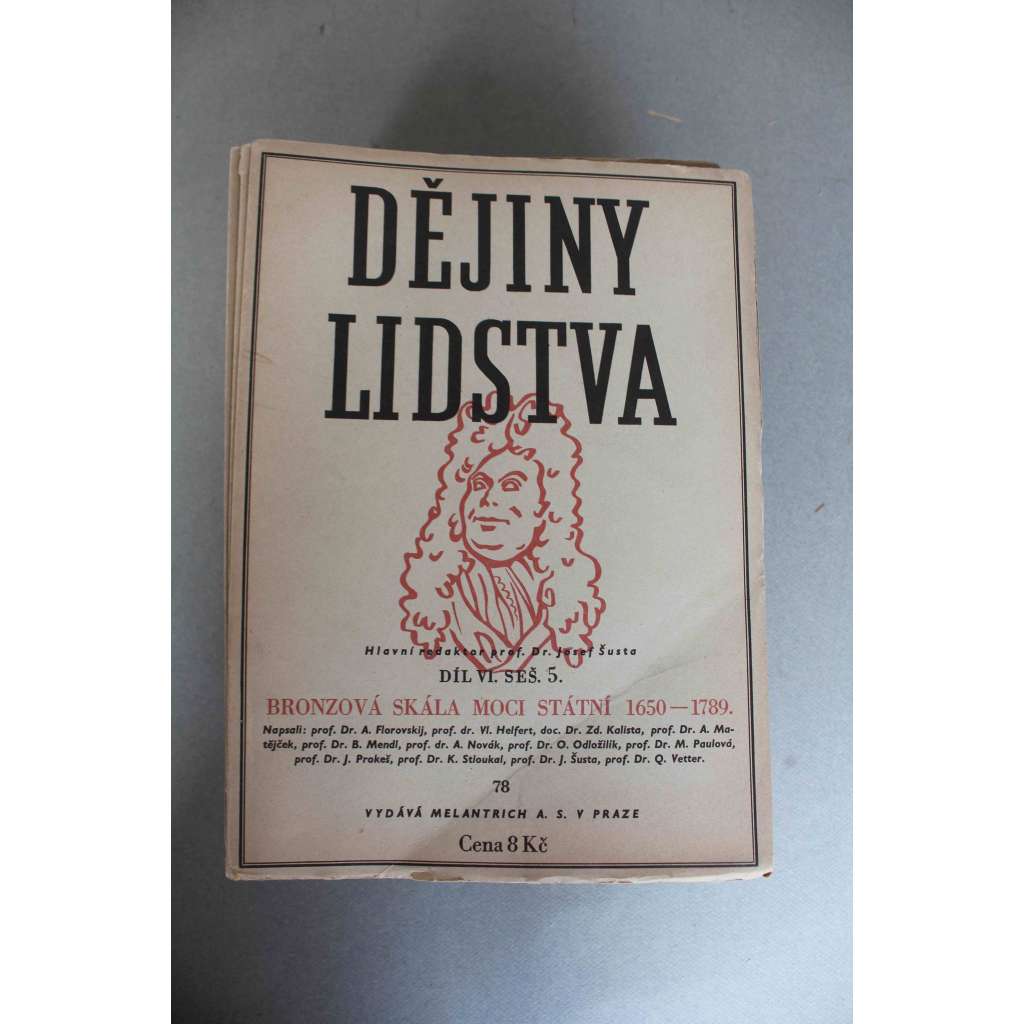 DĚJINY
LIDSTVA
Hlavní redaktor prof. Dr. Josef Šusta
DÍL VI. SEŠ. 5.
BRONZOVÁ SKÁLA MOCI STÁTNÍ 1650—1789.
Napsali: prof. Dr. A. Florovskij, prof. dr. Vl. Helfert, doc. Dr. Zd. Kalista, prof. Dr. A. Ma-
tějček, prof. Dr. B. Mendl, prof. dr. A. Novák, prof. Dr. O. Odložilík, prof. Dr. M. Paulová,
prof. Dr. J. Prokeš, prof. Dr. K. Stloukal, prof. Dr. J. Šusta, prof. Dr. Q. Vetter.
78
VYDÁVÁ MELANTRICH A. S. V PRAZE
Cena 8 Kč